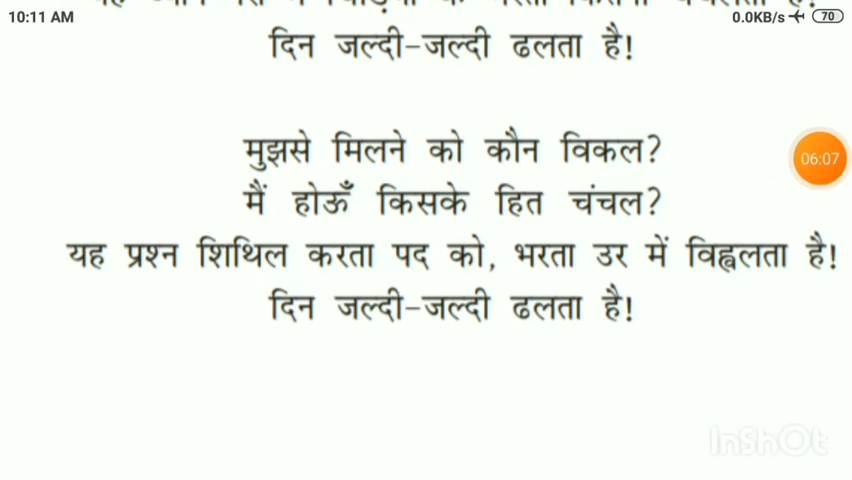 10:11 AM
0.0KB/s 70
दिन जल्दी-जल्दी ढलता है!
मुझसे मिलने को कौन विकल?
06:07
मैं होऊँ किसके हित चंचल?
यह प्रश्न शिथिल करता पद को, भरता उर में विह्वलता है!
दिन जल्दी-जल्दी ढलता है!
InShOt